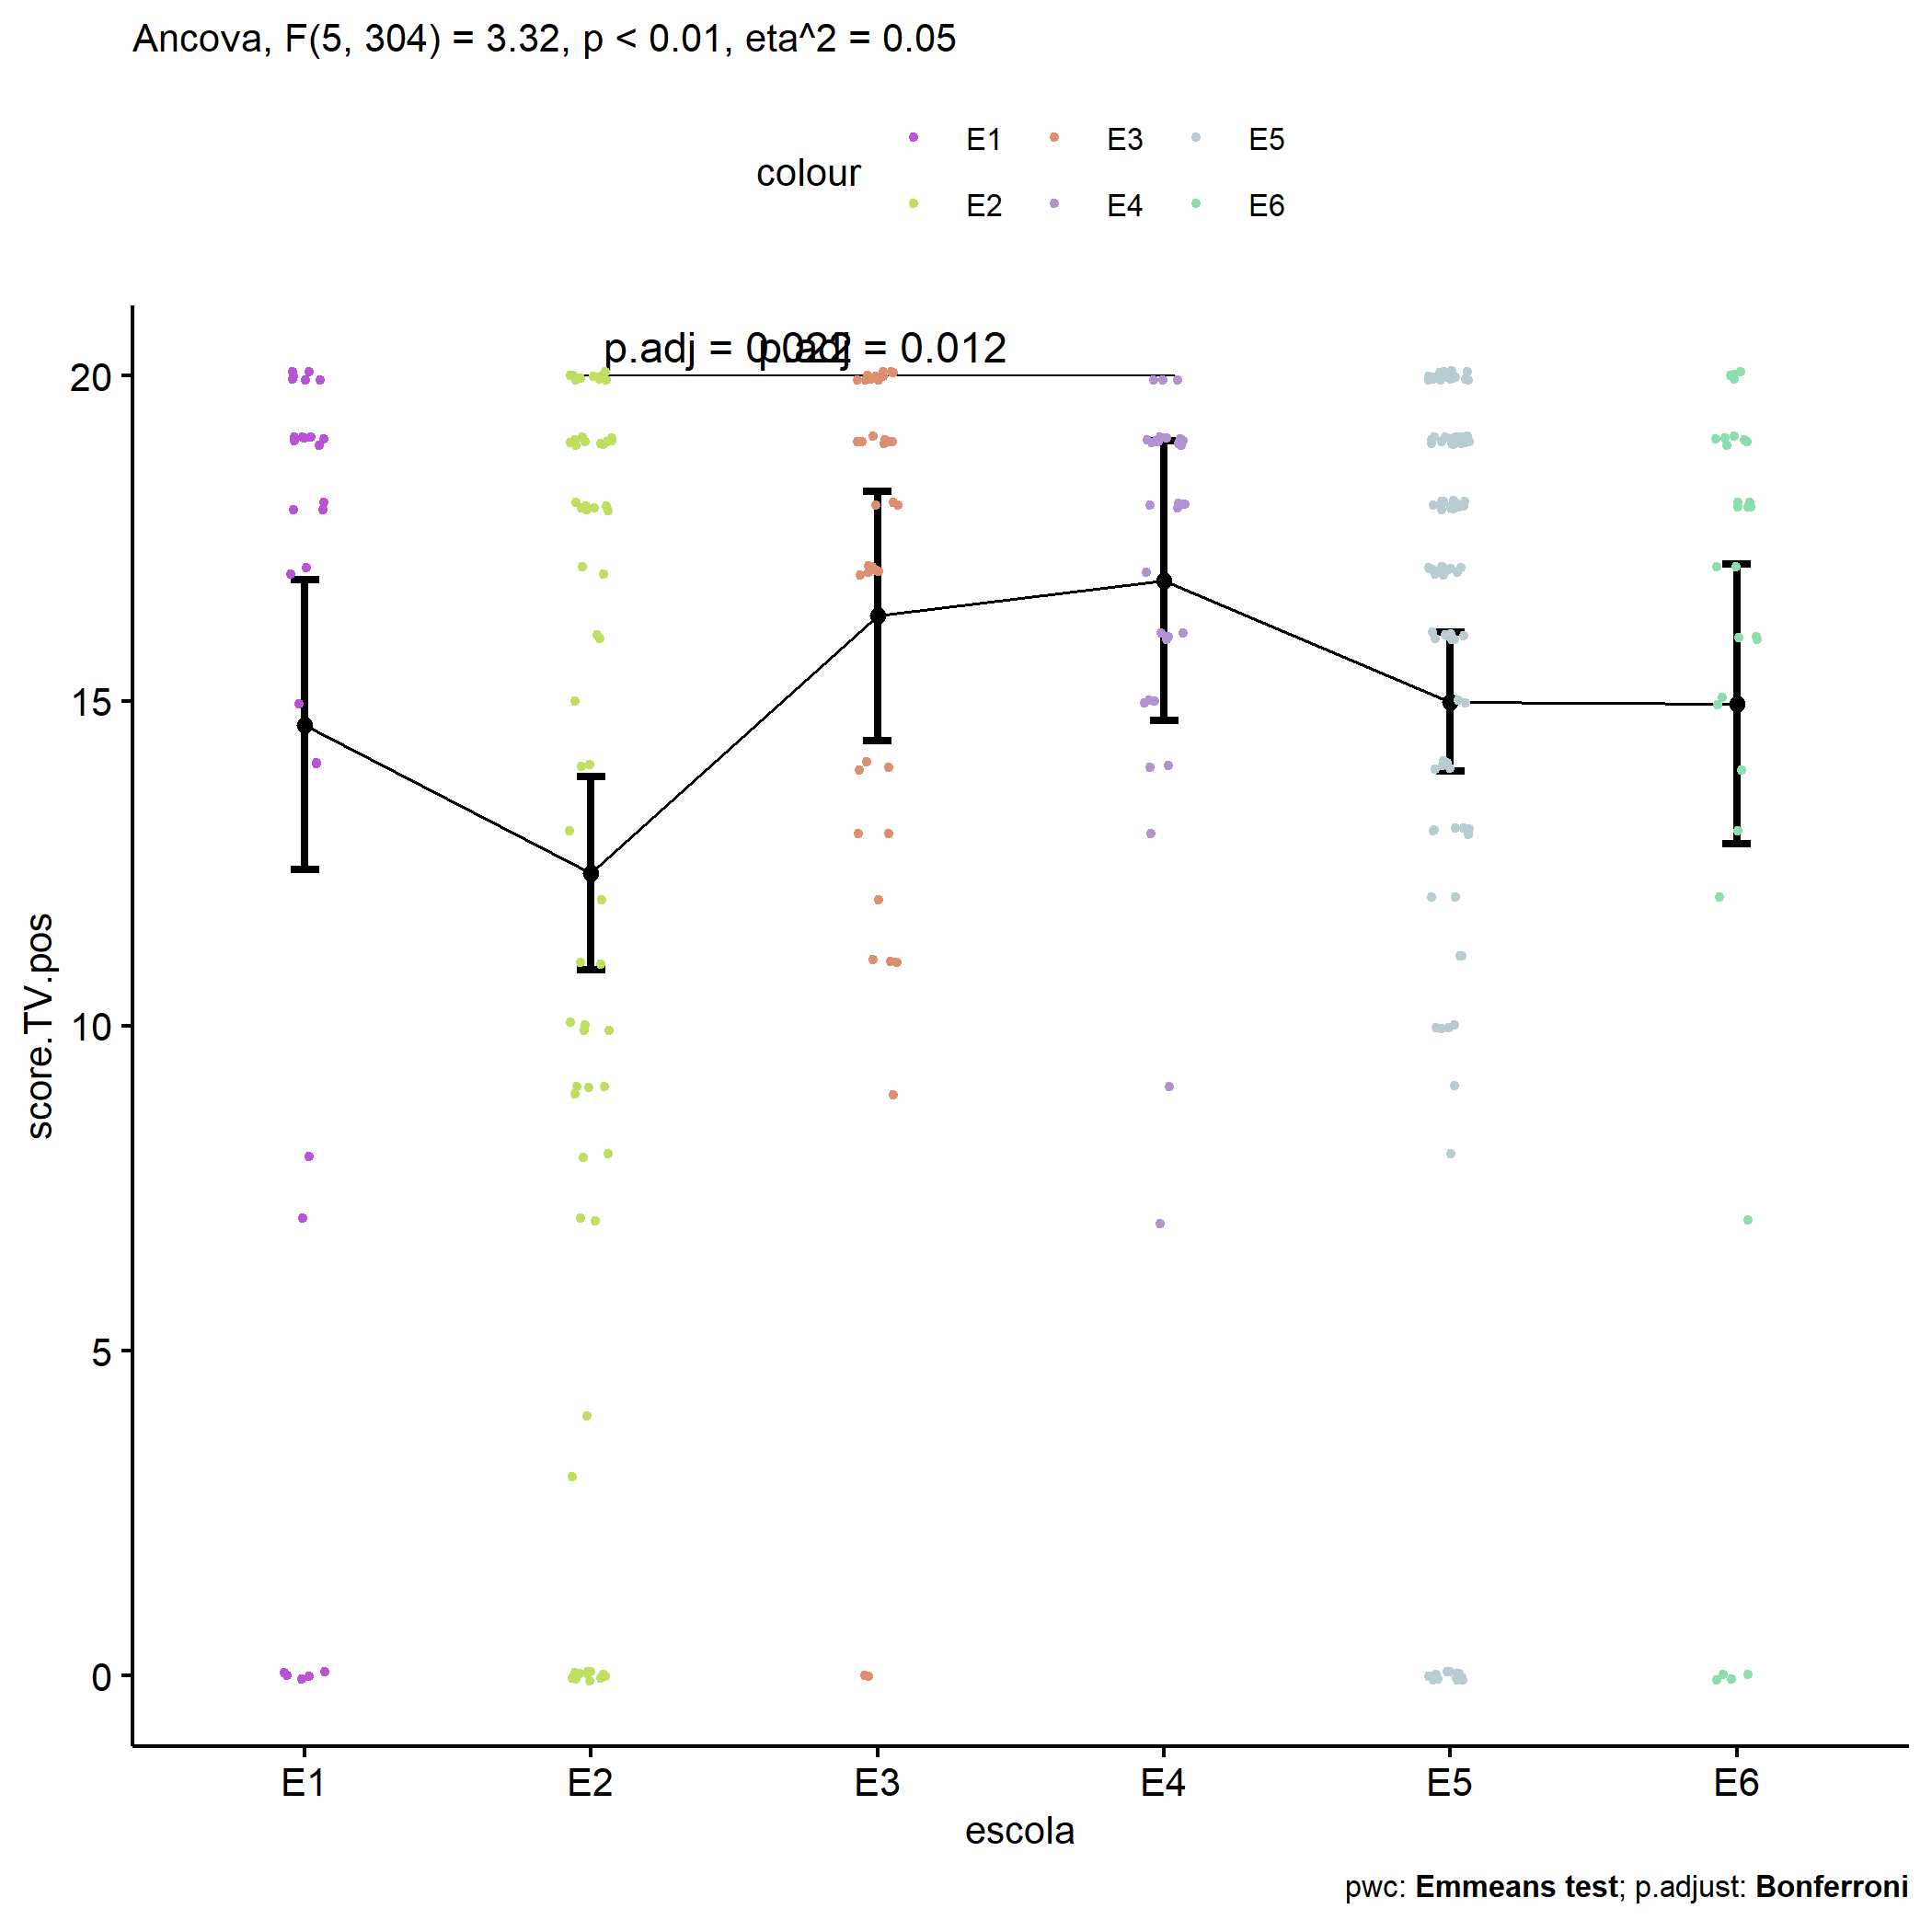 Ancova, F(5, 304) = 3.32, p < 0.01, eta^2 = 0.05
colour
E1 E3 E5
E2 E4 E6
p.adj = 0.022
p.adj = 0.012
20
15
10
5
0
score.TV.pos
E1 E2 E3 E4 E5 E6
escola
pwc: Emmeans test; p.adjust: Bonferroni